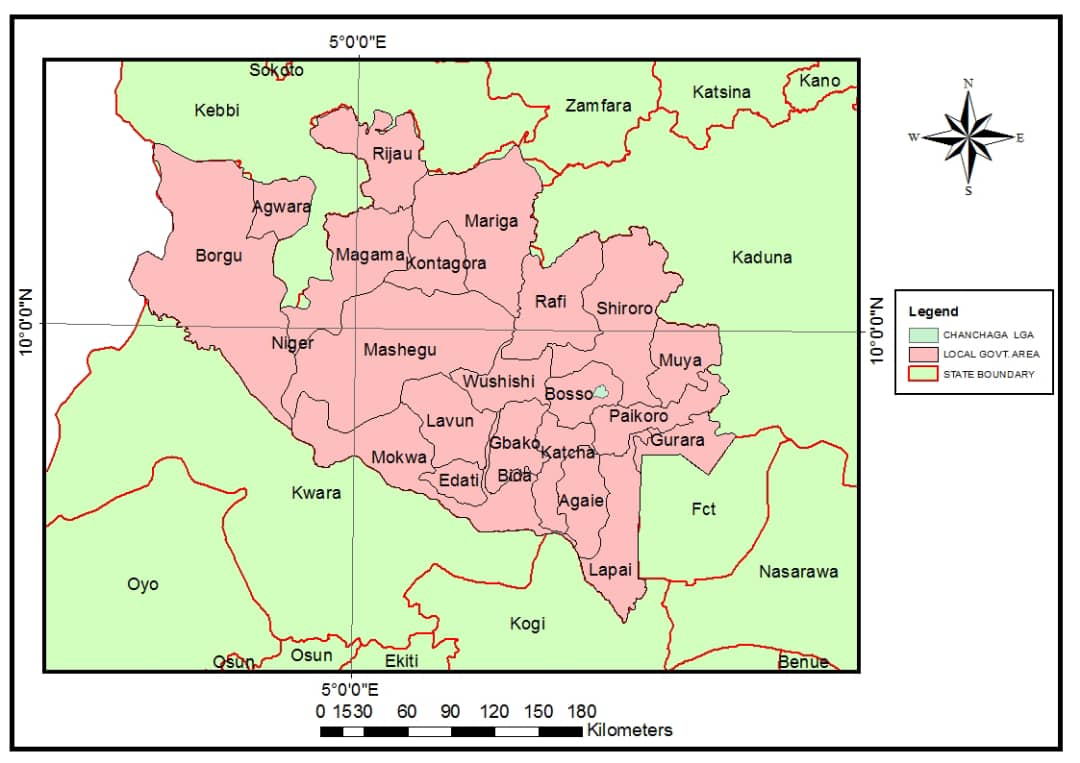 5°0'0"E
Sokoto
Kano
Katsina
Zamfara
Kebbi
N
W E
S
Rijau
Agwara
Mariga
Borgu
Magama
Kontagora
Kaduna
Rafi
Shiroro
10°0'0"N
10°0'0"N
Legend
CHANCHAGA LGA
LOCAL GOVT. AREA
STATE BOUNDARY
Niger
Mashegu
Muya
Wushishi
Bosso
Paikoro
Lavun
Gbako
Gurara
Katcha
Mokwa
Edati
Bida
Agaie
Kwara
Fct
Lapai
Nasarawa
Oyo
Kogi
Osun
Osun
Ekiti
Benue
5°0'0"E
0 1530 60 90 120 150 180
Kilometers